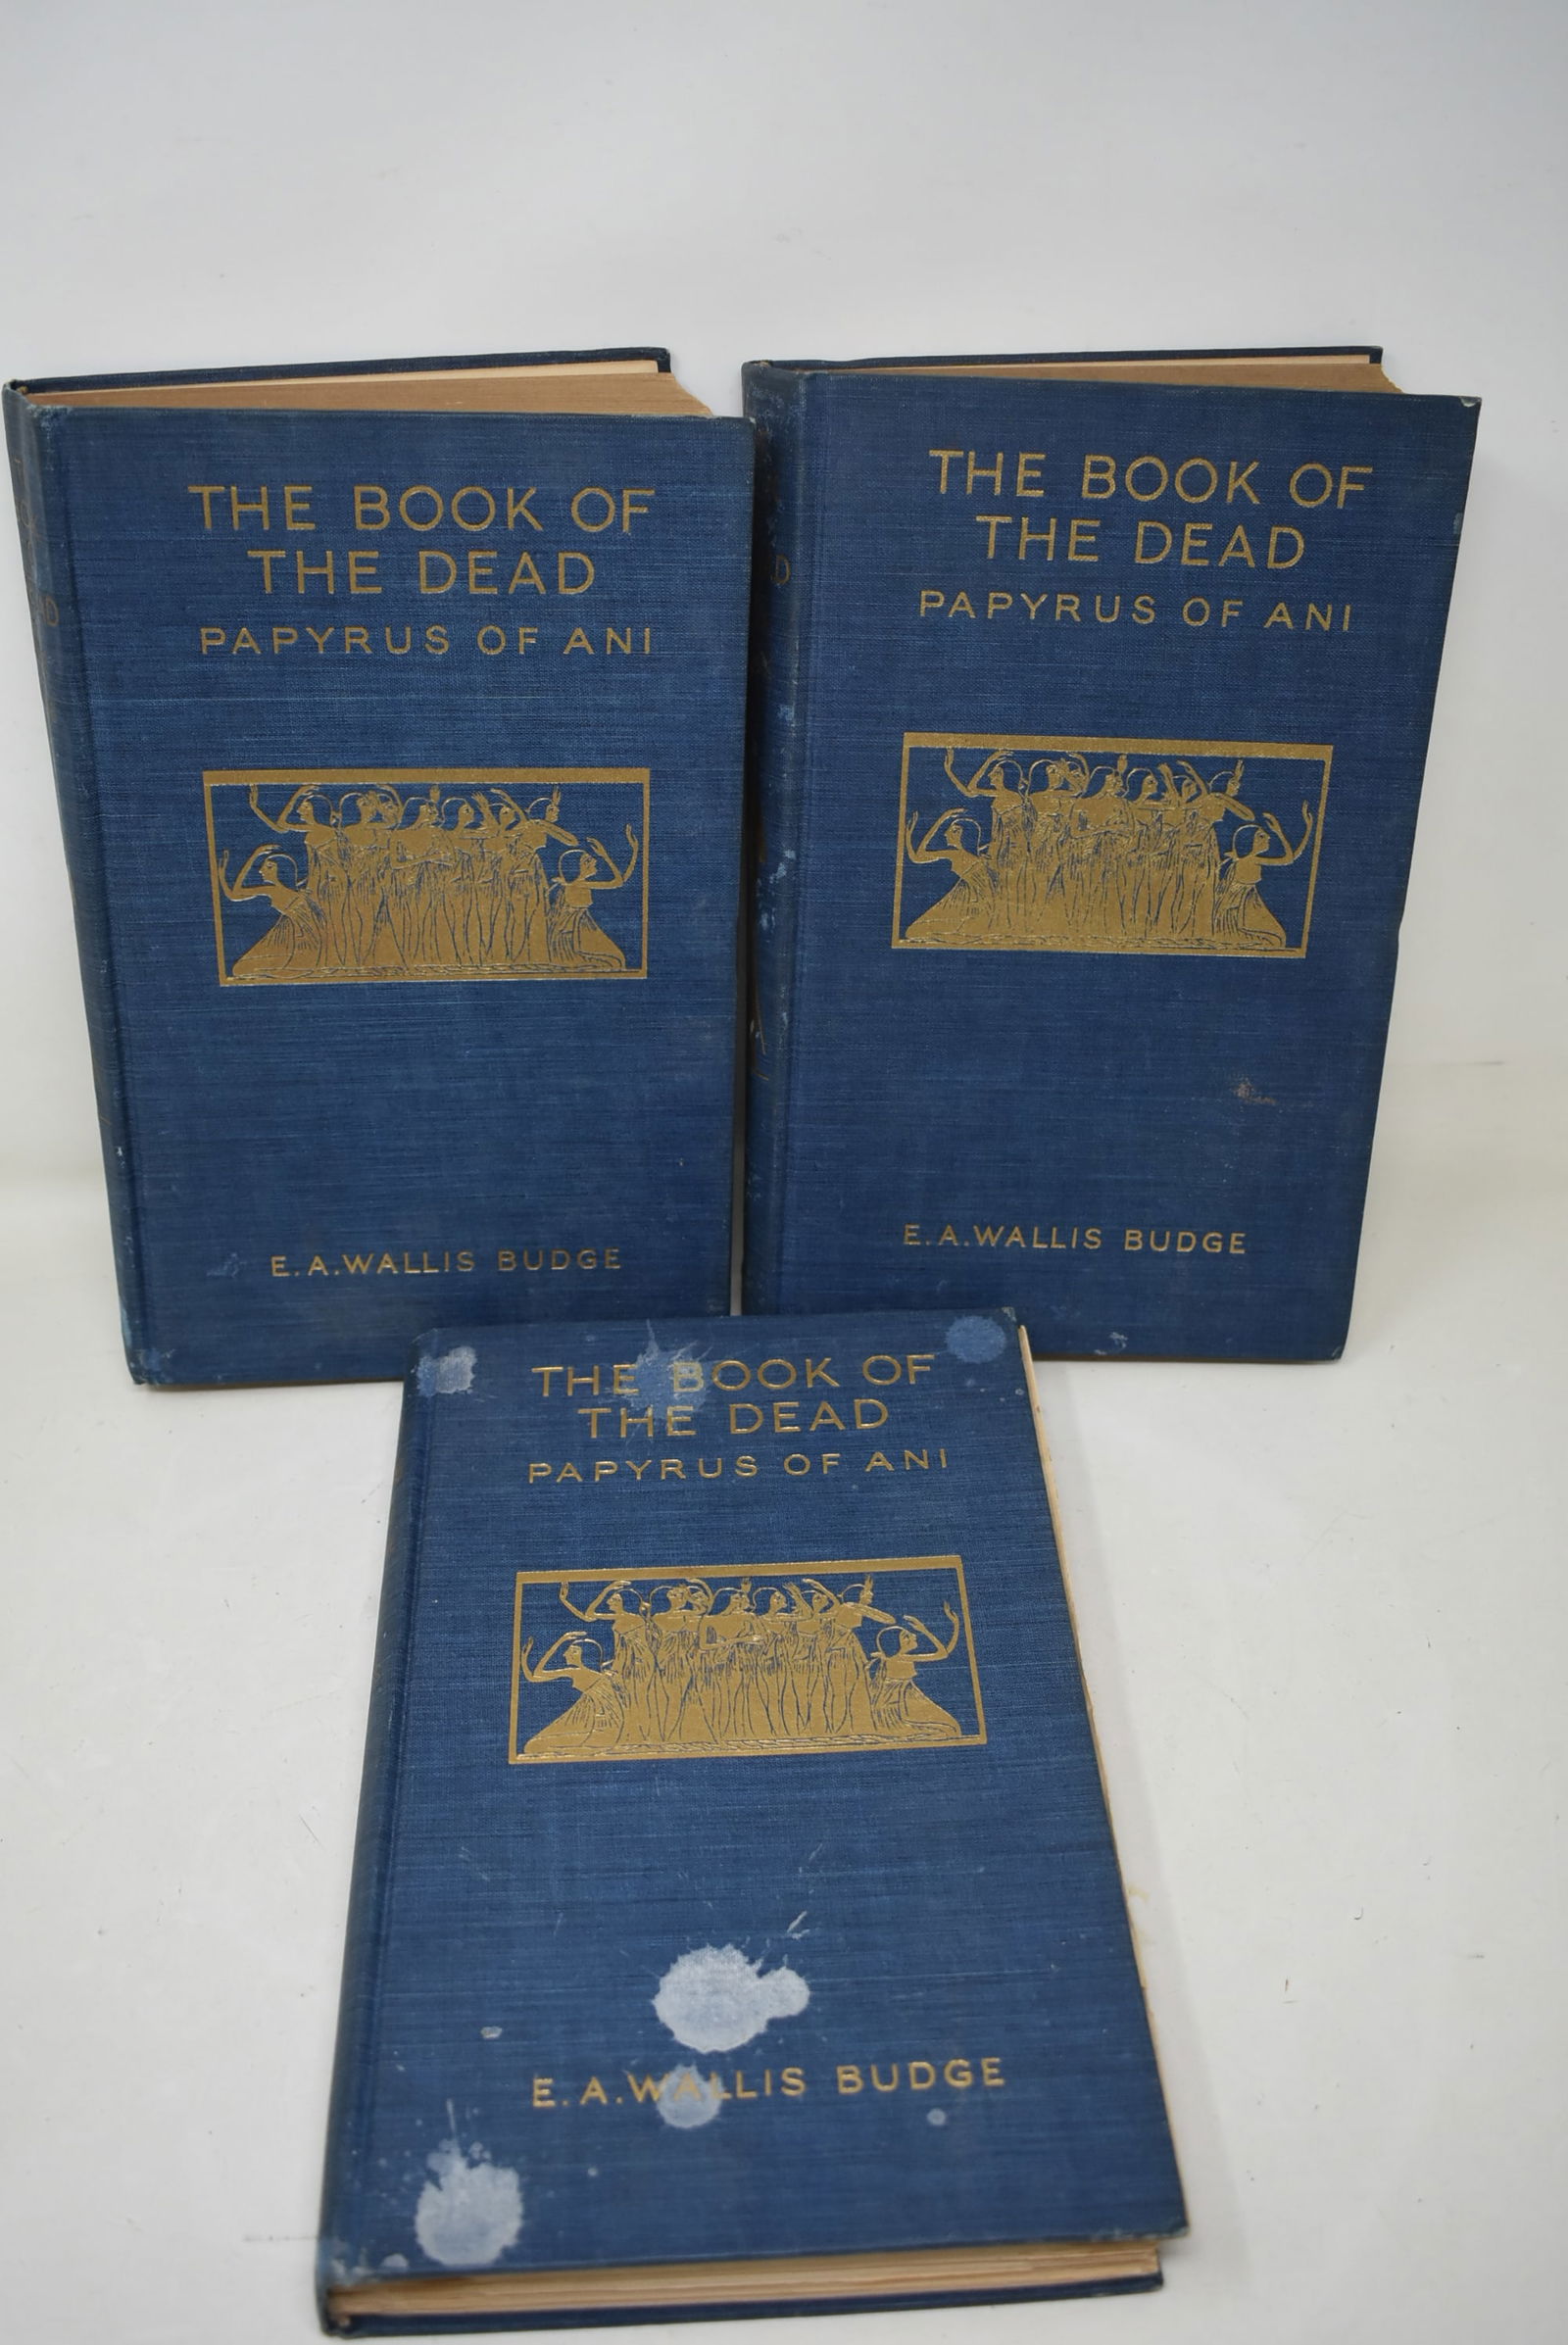 THE BOOK OF
THE DEAD
PAPYRUS OF ANI
E. A. WALLIS BUDGE
THE BOOK OF
THE DEAD
PAPYRUS OF ANI
E. A. WALLIS BUDGE
THE BOOK OF
THE DEAD
PAPYRUS OF ANI
E. A. WALLIS BUDGE